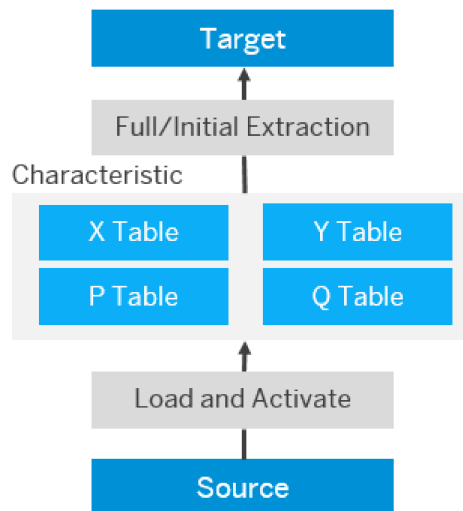 Target
Full/Initial Extraction
Characteristic
X Table
Y Table
P Table
Q Table
Load and Activate
Source